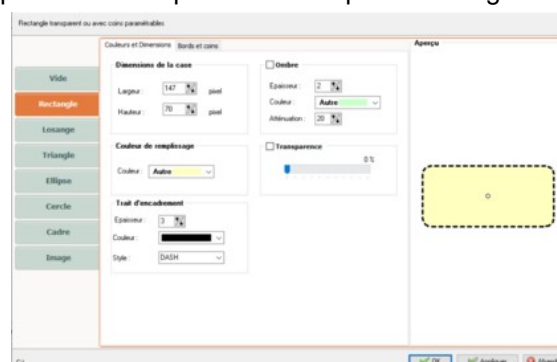 Rectangle transparent ou avec coins paramétrables
Couleurs et Dimensions Bords et coins
Aperçu
Vide
Rectangle
Losange
Triangle
Ellipse
Cercle
Cadre
Image
Dimensions de la case
Largeur : 147 pixel
Hauteur : 70 pixel
Couleur de remplissage
Couleur : Autre
Trait d'encadrement
Epaisseur : 3
Couleur :
Style : DASH
Ombre
Epaisseur : 2
Couleur : Autre
Atténuation : 20
Transparence
0 %
OK